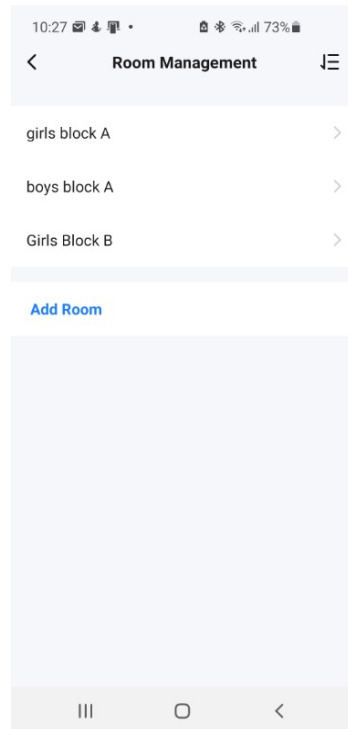 10:27 73%
Room Management
girls block A
boys block A
Girls Block B
Add Room